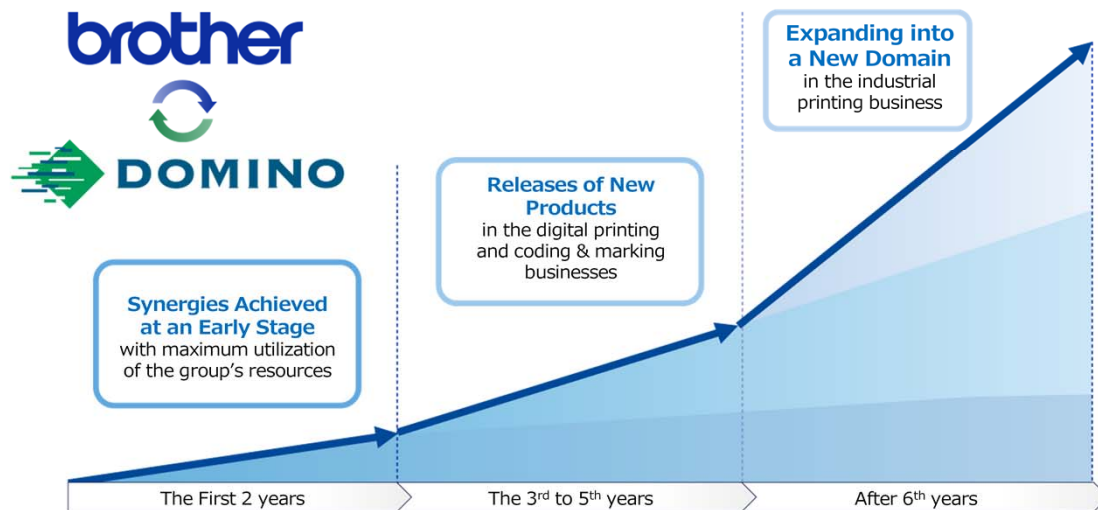 brother
DOMINO
Synergies Achieved
at an Early Stage
with maximum utilization
of the group's resources
Releases of New
Products
in the digital printing
and coding & marking
businesses
Expanding into
a New Domain
in the industrial
printing business
The First 2 years
The 3rd to 5th years
After 6th years